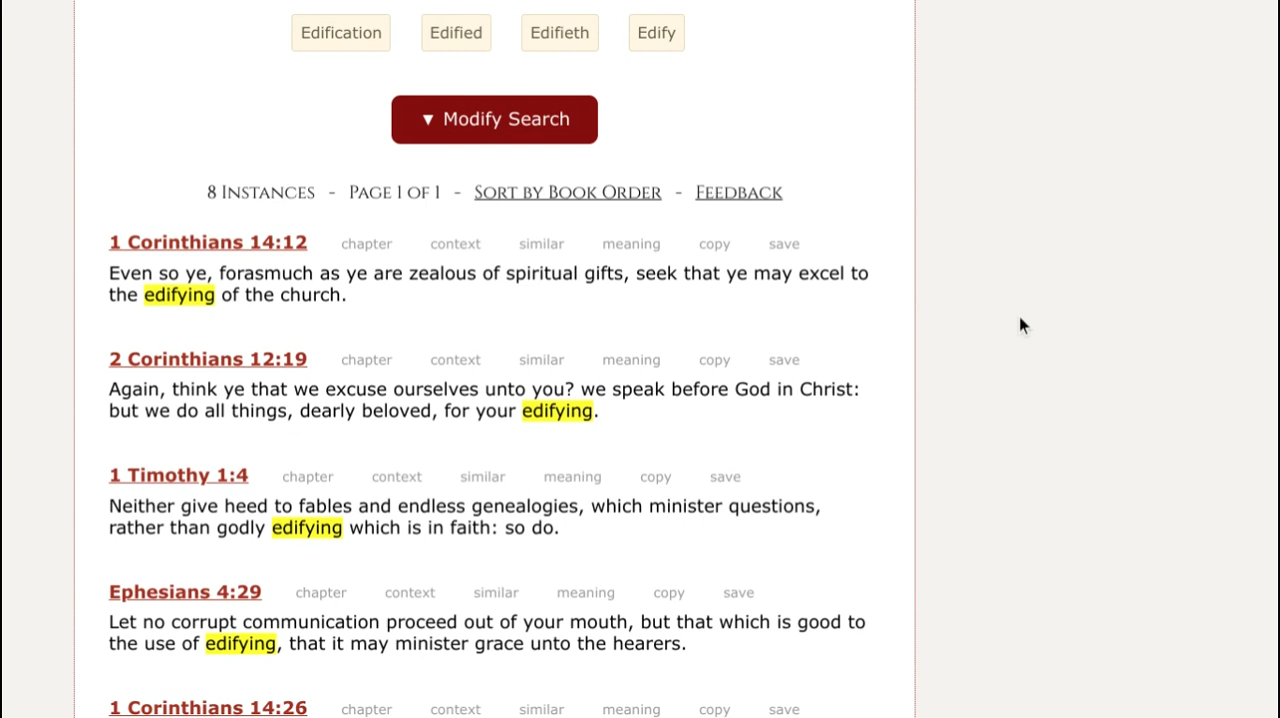 Edification Edified Edifieth Edify
▼ Modify Search
8 Instances - Page 1 of 1 - Sort by Book Order - Feedback
1 Corinthians 14:12 chapter context similar meaning copy save
Even so ye, forasmuch as ye are zealous of spiritual gifts, seek that ye may excel to
the edifying of the church.
2 Corinthians 12:19 chapter context similar meaning copy save
Again, think ye that we excuse ourselves unto you? we speak before God in Christ:
but we do all things, dearly beloved, for your edifying.
1 Timothy 1:4 chapter context similar meaning copy save
Neither give heed to fables and endless genealogies, which minister questions,
rather than godly edifying which is in faith: so do.
Ephesians 4:29 chapter context similar meaning copy save
Let no corrupt communication proceed out of your mouth, but that which is good to
the use of edifying, that it may minister grace unto the hearers.
1 Corinthians 14:26 chapter context similar meaning copy save